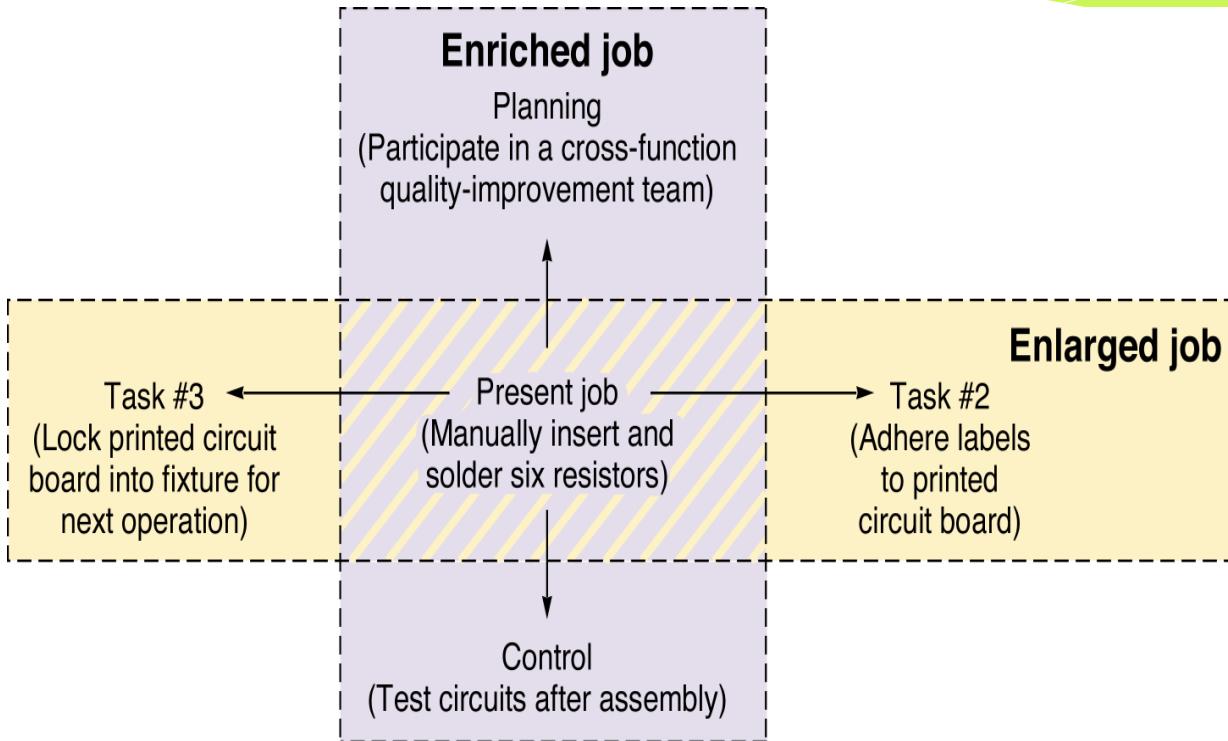 Enriched job
Planning
(Participate in a cross-function
quality-improvement team)
Enlarged job
Task #3
(Lock printed circuit
board into fixture for
next operation)
Present job
(Manually insert and
solder six resistors)
Task #2
(Adhere labels
to printed
circuit board)
Control
(Test circuits after assembly)